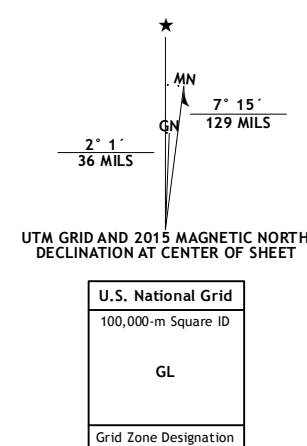 MN
7° 15´
129 MILS
GN
2° 1´
36 MILS
UTM GRID AND 2015 MAGNETIC NORTH
DECLINATION AT CENTER OF SHEET
U.S. National Grid
100,000-m Square ID
GL
Grid Zone Designation